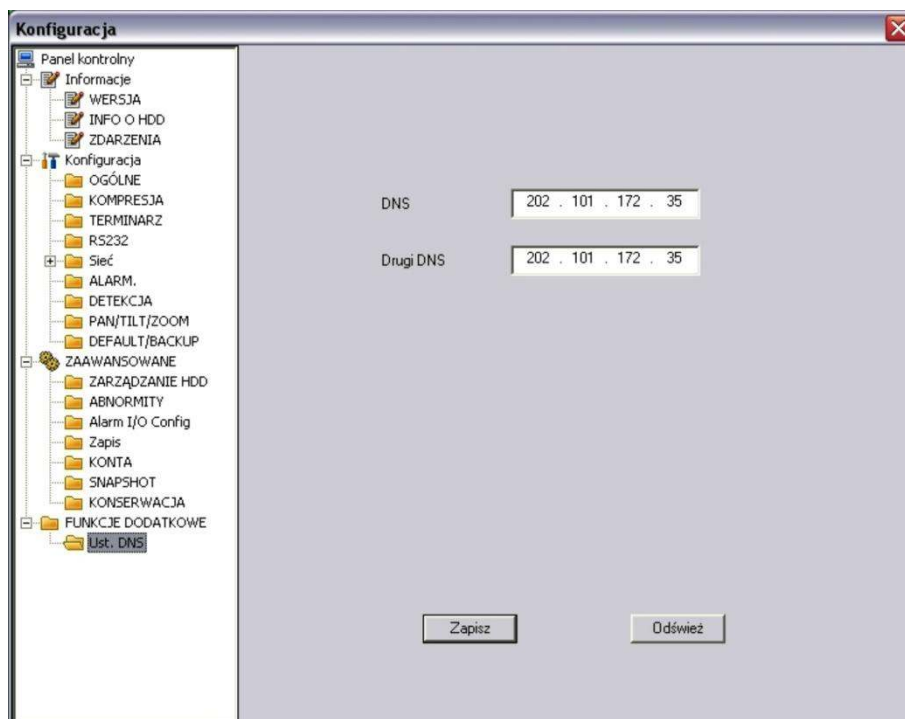 Konfiguracja
Panel kontrolny
Informacje
WERSJA
INFO O HDD
ZDARZENIA
Konfiguracja
OGÓLNE
KOMPRESJA
TERMINARZ
RS232
Sieć
ALARM.
DETEKCJA
PAN/TILT/ZOOM
DEFAULT/BACKUP
ZAAWANSOWANE
ZARZĄDZANIE HDD
ABNORMITY
Alarm I/O Config
Zapis
KONTA
SNAPSHOT
KONSERWACJA
FUNKCJE DODATKOWE
Ust. DNS
DNS 202 . 101 . 172 . 35
Drugi DNS 202 . 101 . 172 . 35
Zapisz Odśwież